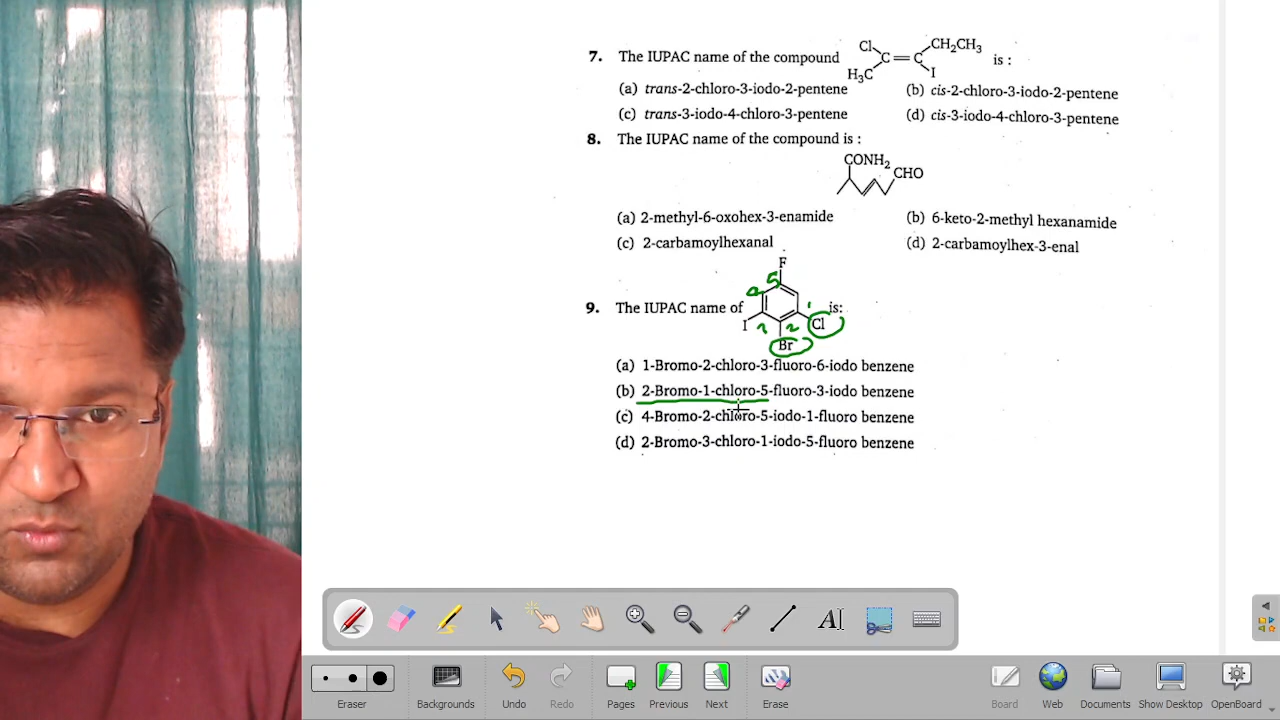 7. The IUPAC name of the compound Cl CH₂CH₃ C=C H₃C I is :
(a) trans-2-chloro-3-iodo-2-pentene (b) cis-2-chloro-3-iodo-2-pentene
(c) trans-3-iodo-4-chloro-3-pentene (d) cis-3-iodo-4-chloro-3-pentene
8. The IUPAC name of the compound is :
CONH₂
CHO
(a) 2-methyl-6-oxohex-3-enamide (b) 6-keto-2-methyl hexanamide
(c) 2-carbamoylhexanal (d) 2-carbamoylhex-3-enal
F
5
9. The IUPAC name of is:
1
I 2 Cl
Br
(a) 1-Bromo-2-chloro-3-fluoro-6-iodo benzene
(b) 2-Bromo-1-chloro-5-fluoro-3-iodo benzene
(c) 4-Bromo-2-chloro-5-iodo-1-fluoro benzene
(d) 2-Bromo-3-chloro-1-iodo-5-fluoro benzene
Eraser Backgrounds Undo Redo Pages Previous Next Erase Board Web Documents Show Desktop OpenBoard